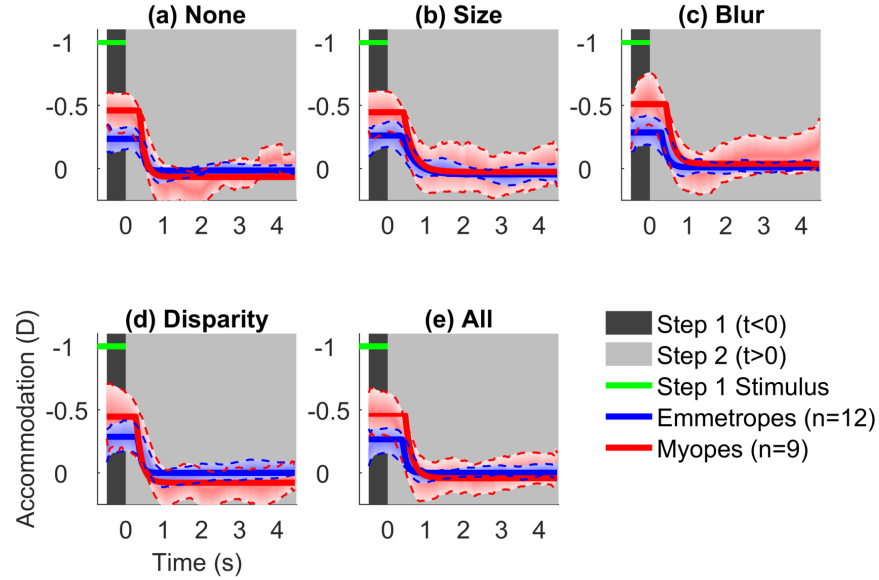 (a) None
(b) Size
(c) Blur
-1
-0.5
0
0 1 2 3 4
-1
-0.5
0
0 1 2 3 4
-1
-0.5
0
0 1 2 3 4
(d) Disparity
(e) All
Accommodation (D)
-1
-0.5
0
0 1 2 3 4
Time (s)
-1
-0.5
0
0 1 2 3 4
Step 1 (t<0)
Step 2 (t>0)
Step 1 Stimulus
Emmetropes (n=12)
Myopes (n=9)